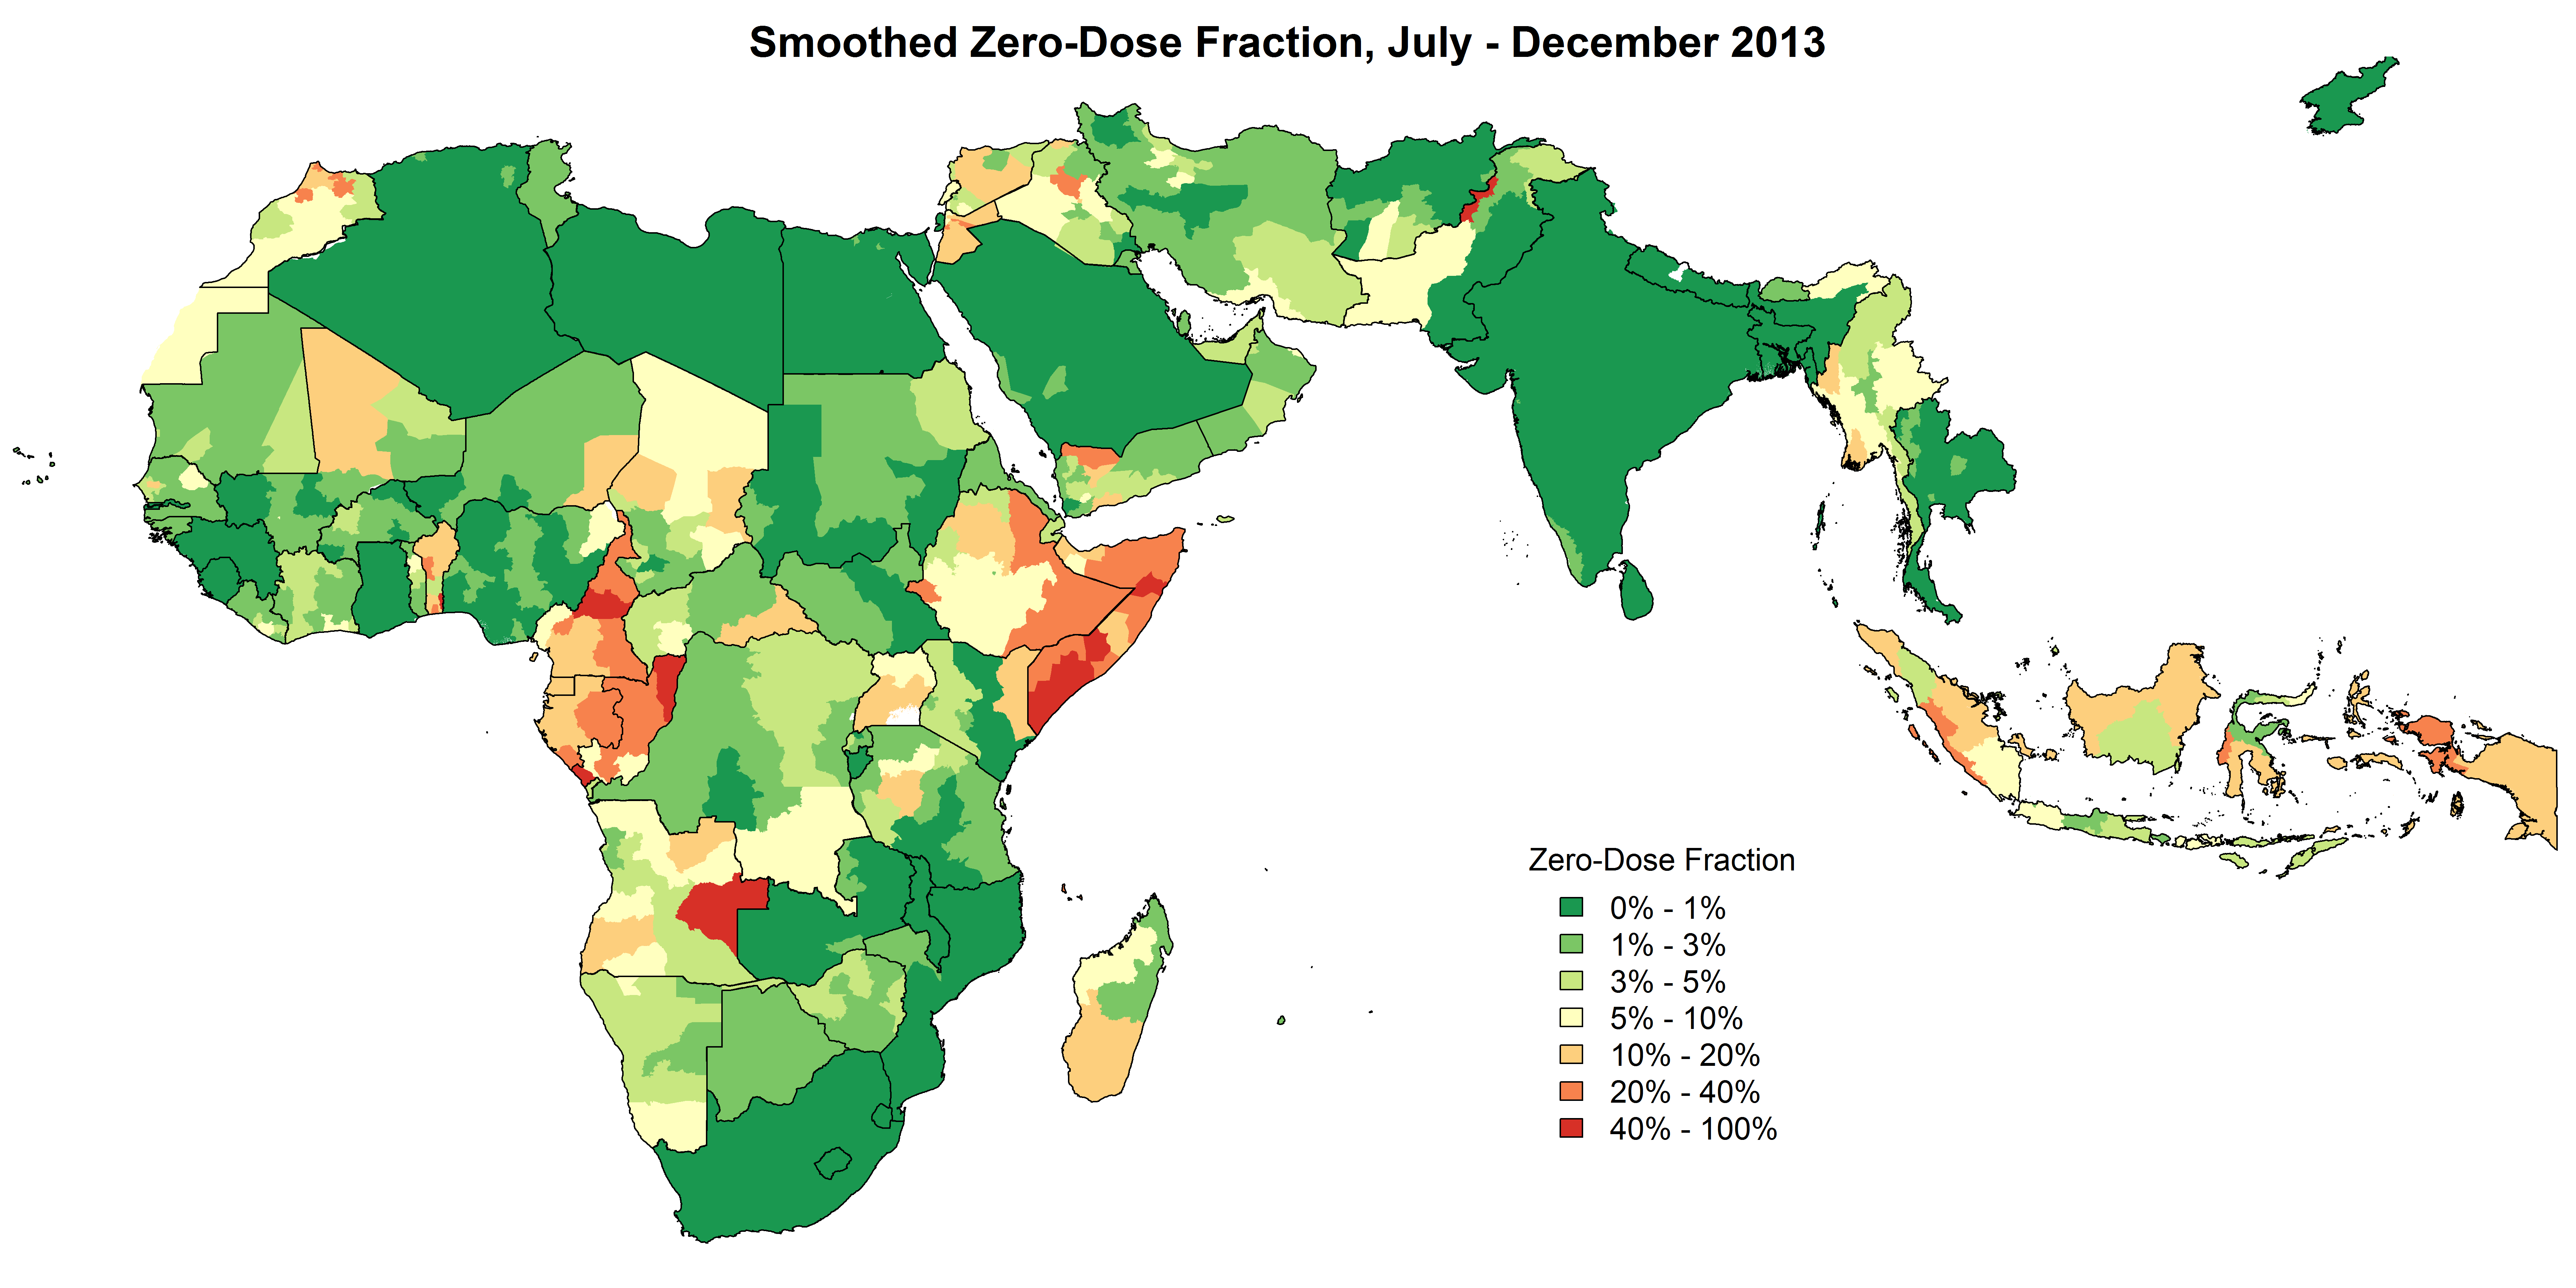 Smoothed Zero-Dose Fraction, July - December 2013
Zero-Dose Fraction
0% - 1%
1% - 3%
3% - 5%
5% - 10%
10% - 20%
20% - 40%
40% - 100%